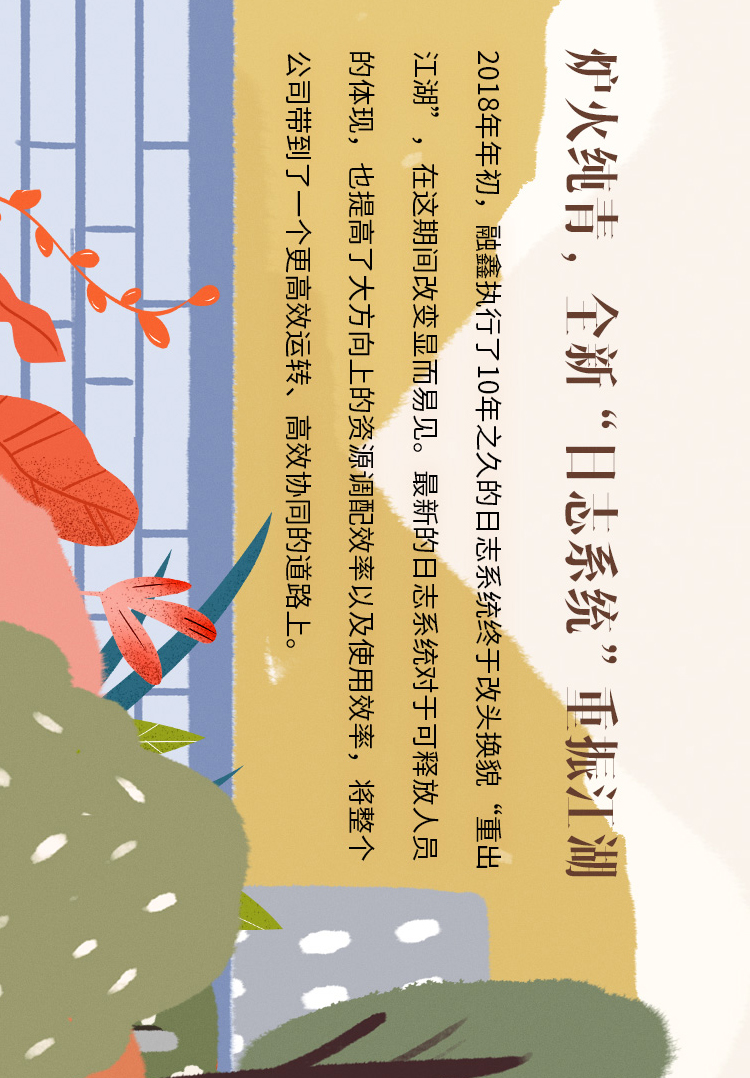 炉火纯青，全新“日志系统”重振江湖
2018年年初，融鑫执行了10年之久的日志系统终于改头换貌“重出
江湖”，在这期间改变显而易见。最新的日志系统对于可释放人员
的体现，也提高了大方向上的资源调配效率以及使用效率，将整个
公司带到了一个更高效运转、高效协同的道路上。